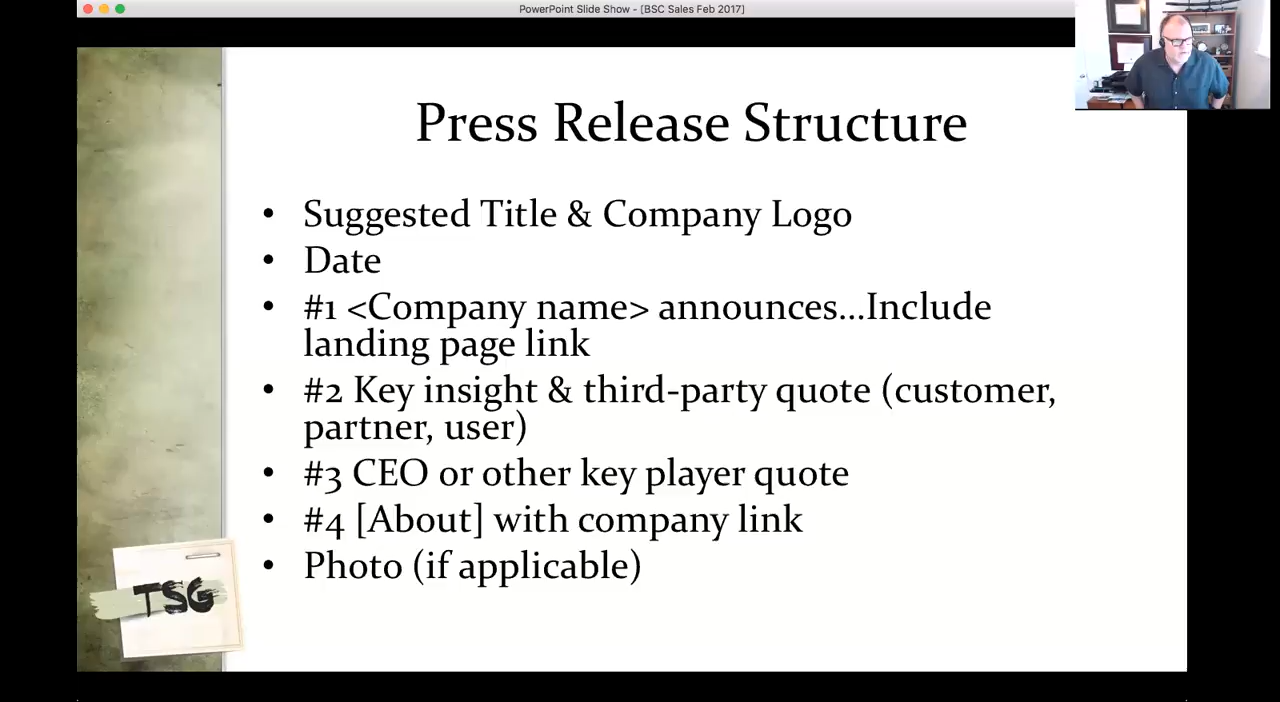 PowerPoint Slide Show - [BSC Sales Feb 2017]
Press Release Structure
• Suggested Title & Company Logo
• Date
• #1 <Company name> announces...Include
landing page link
• #2 Key insight & third-party quote (customer,
partner, user)
• #3 CEO or other key player quote
• #4 [About] with company link
• Photo (if applicable)
TSG